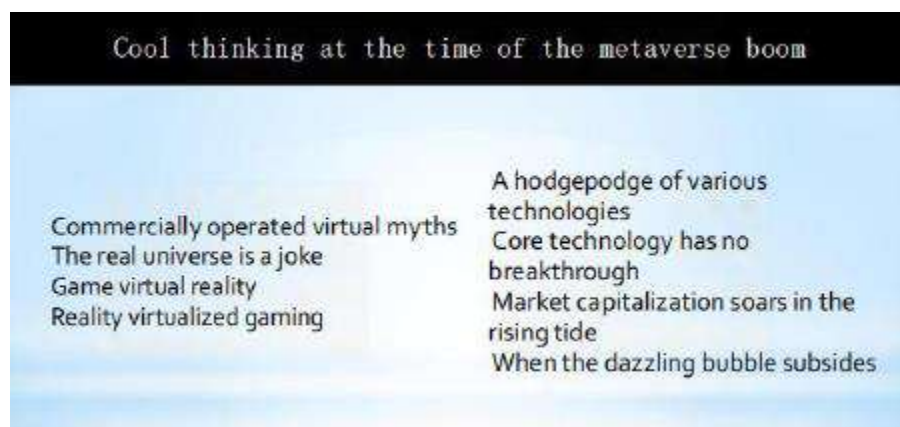 Cool thinking at the time of the metaverse boom
Commercially operated virtual myths
The real universe is a joke
Game virtual reality
Reality virtualized gaming
A hodgepodge of various
technologies
Core technology has no
breakthrough
Market capitalization soars in the
rising tide
When the dazzling bubble subsides